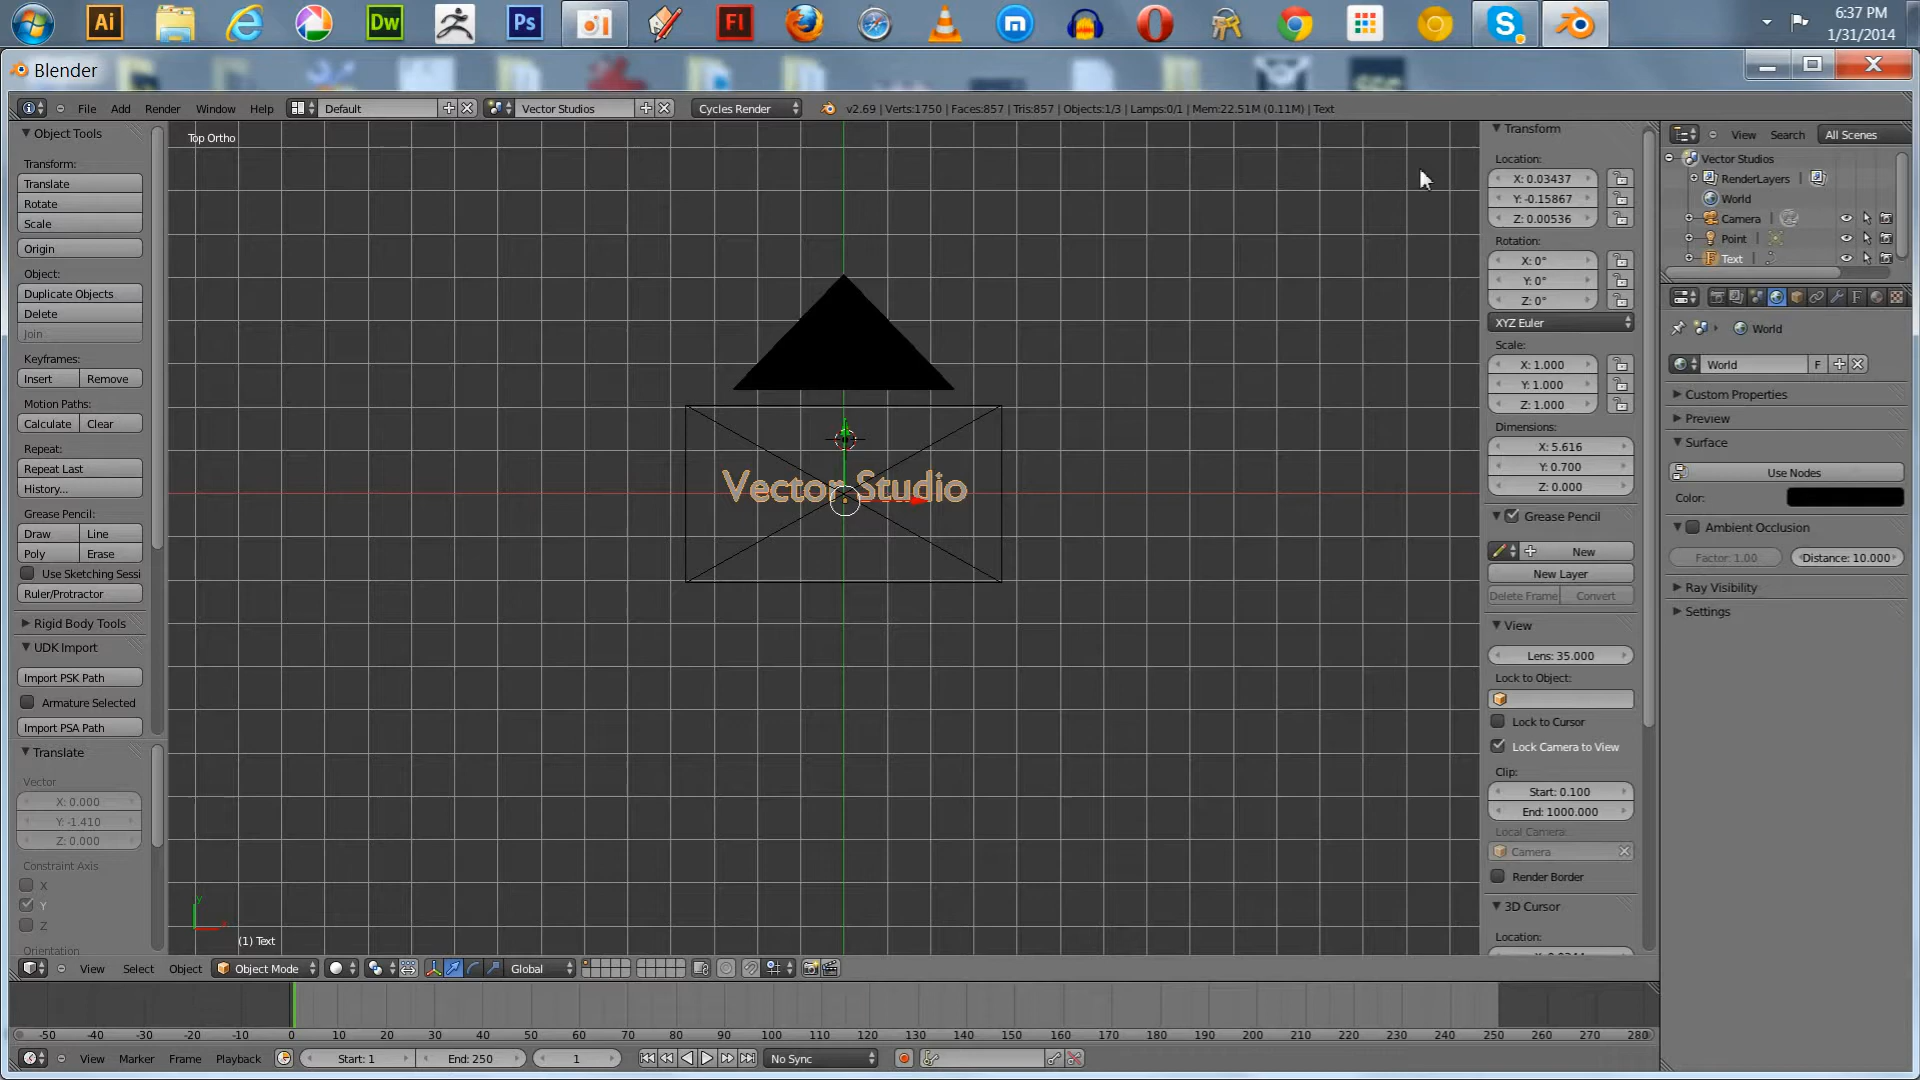 Ai
Dw
Ps
Fl
6:37 PM
1/31/2014
Blender
File Add Render Window Help Default Vector Studios Cycles Render v2.69 | Verts:1750 | Faces:857 | Tris:857 | Objects:1/3 | Lamps:0/1 | Mem:22.51M (0.11M) | Text
Object Tools
Transform:
Translate
Rotate
Scale
Origin
Object:
Duplicate Objects
Delete
Join
Keyframes:
Insert Remove
Motion Paths:
Calculate Clear
Repeat:
Repeat Last
History...
Grease Pencil:
Draw Line
Poly Erase
Use Sketching Sessi
Ruler/Protractor
Rigid Body Tools
UDK Import
Import PSK Path
Armature Selected
Import PSA Path
Translate
Vector
X: 0.000
Y: -1.410
Z: 0.000
Constraint Axis
X
Y
Z
Orientation
Top Ortho
Vector Studio
y
(1) Text
Transform
Location:
X: 0.03437
Y: -0.15867
Z: 0.00536
Rotation:
X: 0°
Y: 0°
Z: 0°
XYZ Euler
Scale:
X: 1.000
Y: 1.000
Z: 1.000
Dimensions:
X: 5.616
Y: 0.700
Z: 0.000
Grease Pencil
New
New Layer
Delete Frame Convert
View
Lens: 35.000
Lock to Object:
Lock to Cursor
Lock Camera to View
Clip:
Start: 0.100
End: 1000.000
Local Camera:
Camera
Render Border
3D Cursor
Location:
View Search All Scenes
Vector Studios
RenderLayers
World
Camera
Point
Text
World
World F
Custom Properties
Preview
Surface
Use Nodes
Color:
Ambient Occlusion
Factor: 1.00 Distance: 10.000
Ray Visibility
Settings
View Select Object Object Mode Global
-50 -40 -30 -20 -10 0 10 20 30 40 50 60 70 80 90 100 110 120 130 140 150 160 170 180 190 200 210 220 230 240 250 260 270 280
View Marker Frame Playback Start: 1 End: 250 1 No Sync